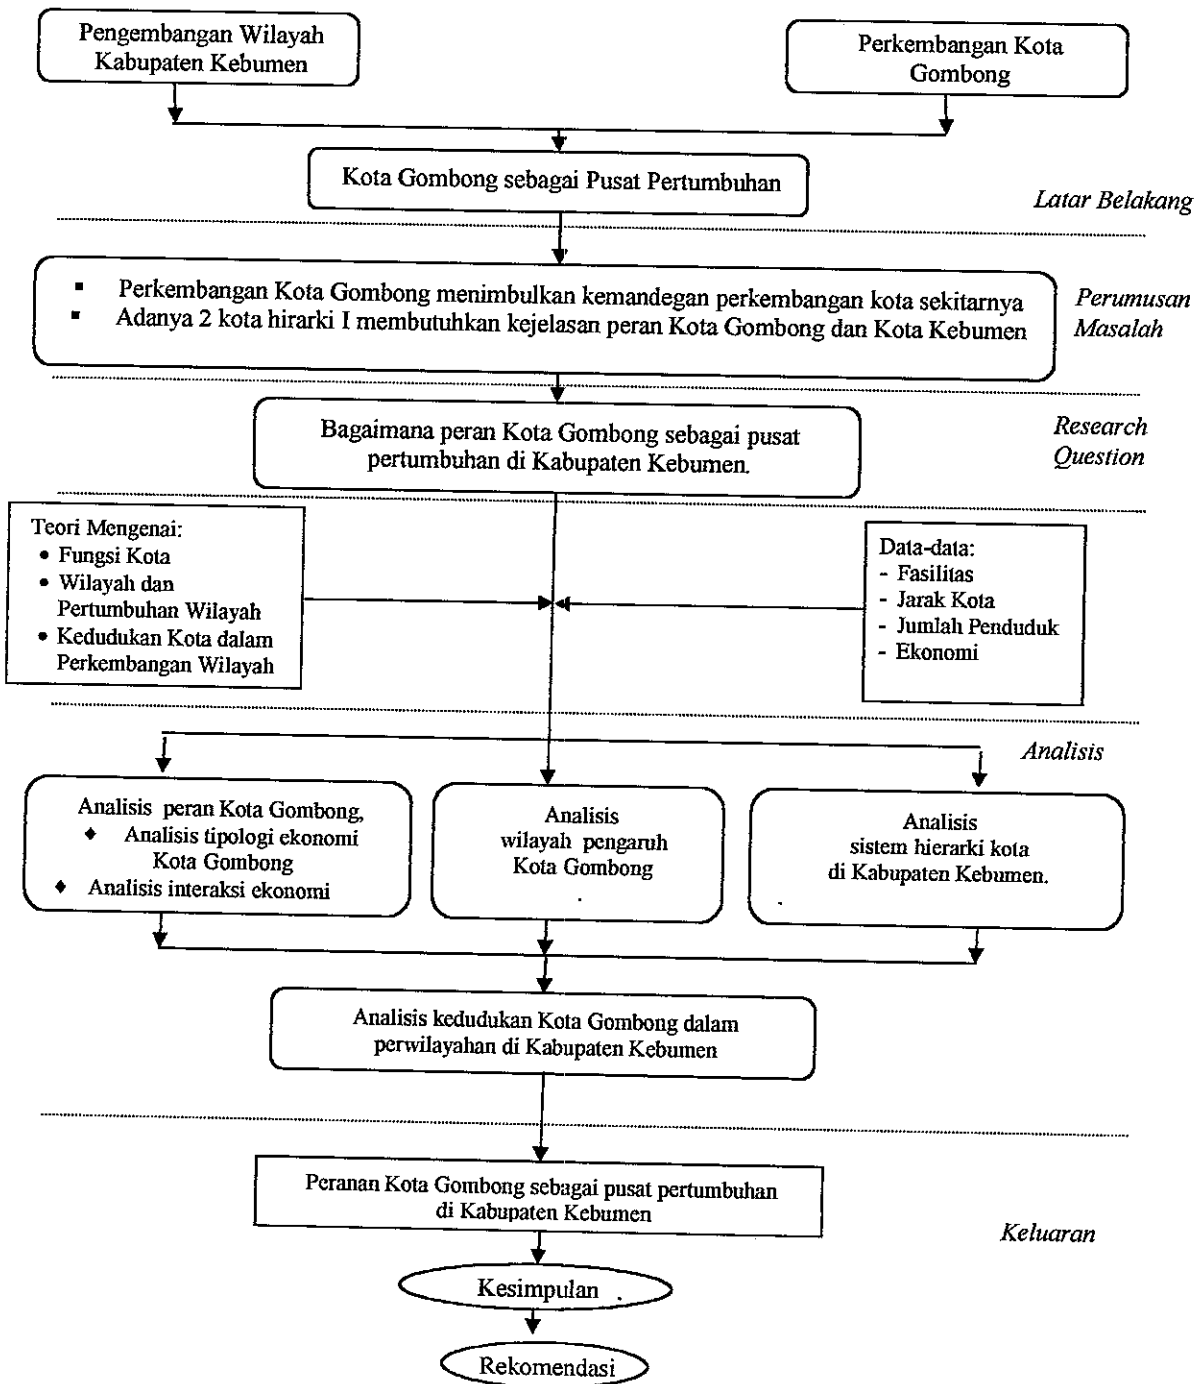 Pengembangan Wilayah
Kabupaten Kebumen
Perkembangan Kota
Gombong
Kota Gombong sebagai Pusat Pertumbuhan
Latar Belakang
▪ Perkembangan Kota Gombong menimbulkan kemandegan perkembangan kota sekitarnya
▪ Adanya 2 kota hirarki I membutuhkan kejelasan peran Kota Gombong dan Kota Kebumen
Perumusan
Masalah
Bagaimana peran Kota Gombong sebagai pusat
pertumbuhan di Kabupaten Kebumen.
Research
Question
Teori Mengenai:
• Fungsi Kota
• Wilayah dan
Pertumbuhan Wilayah
• Kedudukan Kota dalam
Perkembangan Wilayah
Data-data:
- Fasilitas
- Jarak Kota
- Jumlah Penduduk
- Ekonomi
Analisis
Analisis peran Kota Gombong,
♦ Analisis tipologi ekonomi
Kota Gombong
♦ Analisis interaksi ekonomi
Analisis
wilayah pengaruh
Kota Gombong
Analisis
sistem hierarki kota
di Kabupaten Kebumen.
Analisis kedudukan Kota Gombong dalam
perwilayahan di Kabupaten Kebumen
Peranan Kota Gombong sebagai pusat pertumbuhan
di Kabupaten Kebumen
Keluaran
Kesimpulan
Rekomendasi